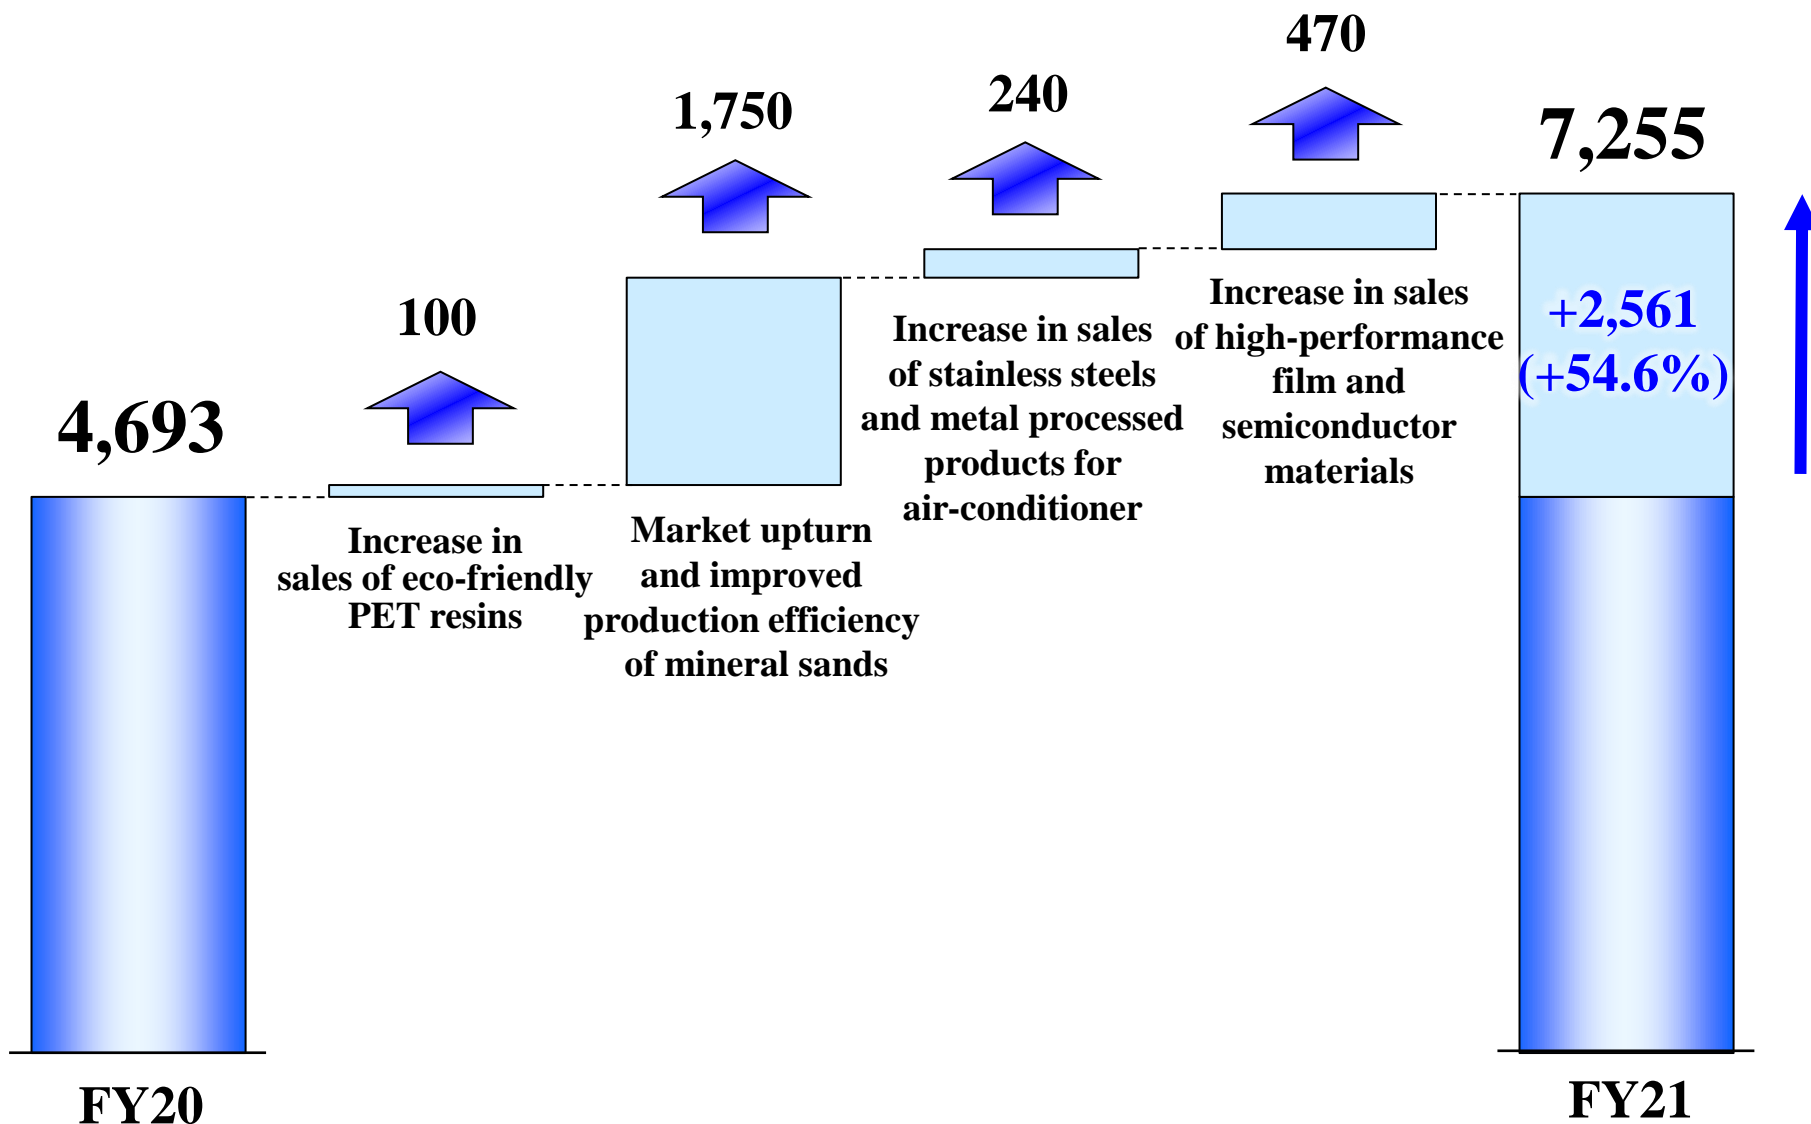 4,693
FY20
100
Increase in
sales of eco-friendly
PET resins
1,750
Market upturn
and improved
production efficiency
of mineral sands
240
Increase in sales
of stainless steels
and metal processed
products for
air-conditioner
470
Increase in sales
of high-performance
film and
semiconductor
materials
7,255
+2,561
(+54.6%)
FY21